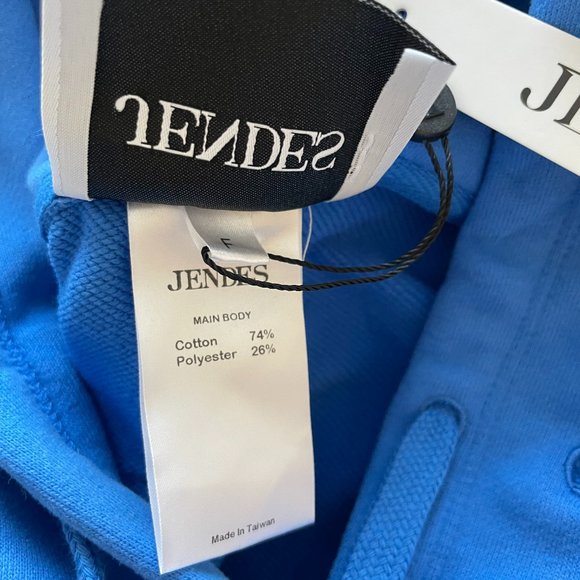 JENDES
JE
F
JENDES
MAIN BODY
Cotton 74%
Polyester 26%
Made In Taiwan